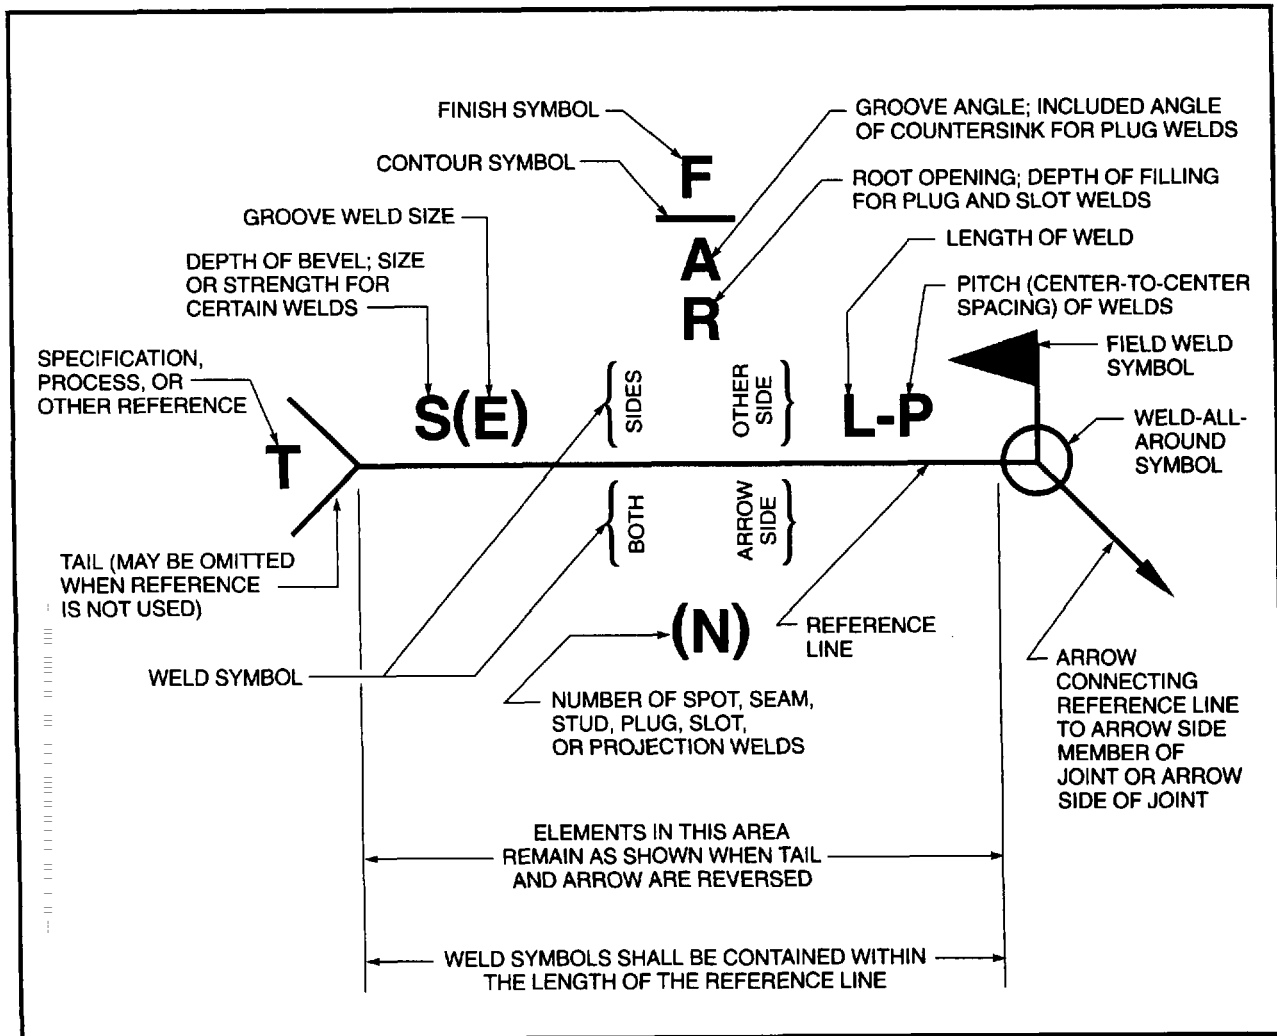 FINISH SYMBOL
GROOVE ANGLE; INCLUDED ANGLE
OF COUNTERSINK FOR PLUG WELDS
CONTOUR SYMBOL
F
ROOT OPENING; DEPTH OF FILLING
FOR PLUG AND SLOT WELDS
GROOVE WELD SIZE
A
LENGTH OF WELD
DEPTH OF BEVEL; SIZE
OR STRENGTH FOR
CERTAIN WELDS
R
PITCH (CENTER-TO-CENTER
SPACING) OF WELDS
SPECIFICATION,
PROCESS, OR
OTHER REFERENCE
FIELD WELD
SYMBOL
S(E)
SIDES
OTHER
SIDE
L-P
WELD-ALL-
AROUND
SYMBOL
T
BOTH
ARROW
SIDE
TAIL (MAY BE OMITTED
WHEN REFERENCE
IS NOT USED)
(N)
REFERENCE
LINE
WELD SYMBOL
NUMBER OF SPOT, SEAM,
STUD, PLUG, SLOT,
OR PROJECTION WELDS
ARROW
CONNECTING
REFERENCE LINE
TO ARROW SIDE
MEMBER OF
JOINT OR ARROW
SIDE OF JOINT
ELEMENTS IN THIS AREA
REMAIN AS SHOWN WHEN TAIL
AND ARROW ARE REVERSED
WELD SYMBOLS SHALL BE CONTAINED WITHIN
THE LENGTH OF THE REFERENCE LINE